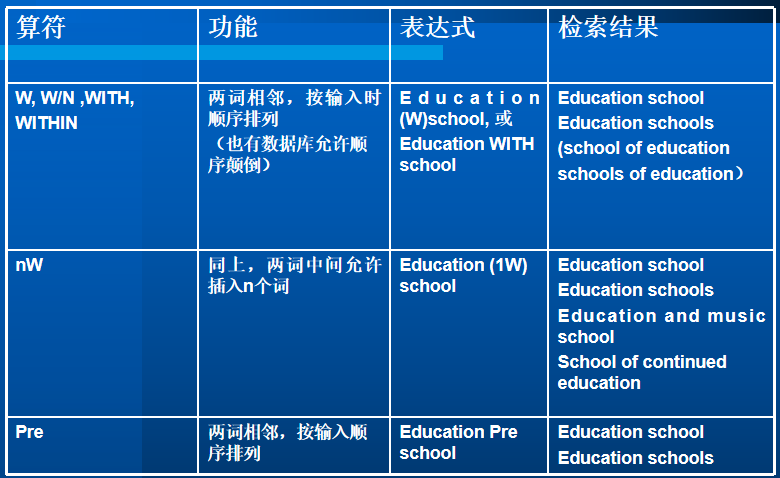 算符 功能 表达式 检索结果
W, W/N ,WITH,
WITHIN
两词相邻，按输入时
顺序排列
（也有数据库允许顺
序颠倒）
Education
(W)school, 或
Education WITH
school
Education school
Education schools
(school of education
schools of education）
nW
同上，两词中间允许
插入n个词
Education (1W)
school
Education school
Education schools
Education and music
school
School of continued
education
Pre
两词相邻，按输入顺
序排列
Education Pre
school
Education school
Education schools